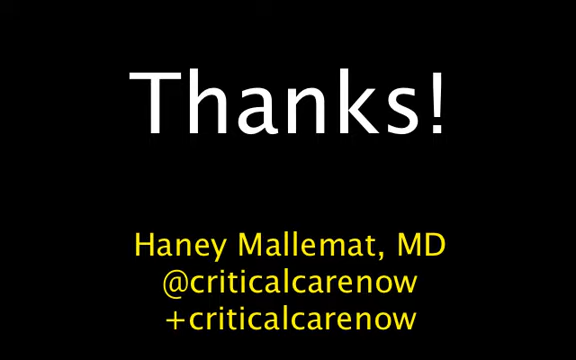 Thanks!
Haney Mallemat, MD
@criticalcarenow
+criticalcarenow